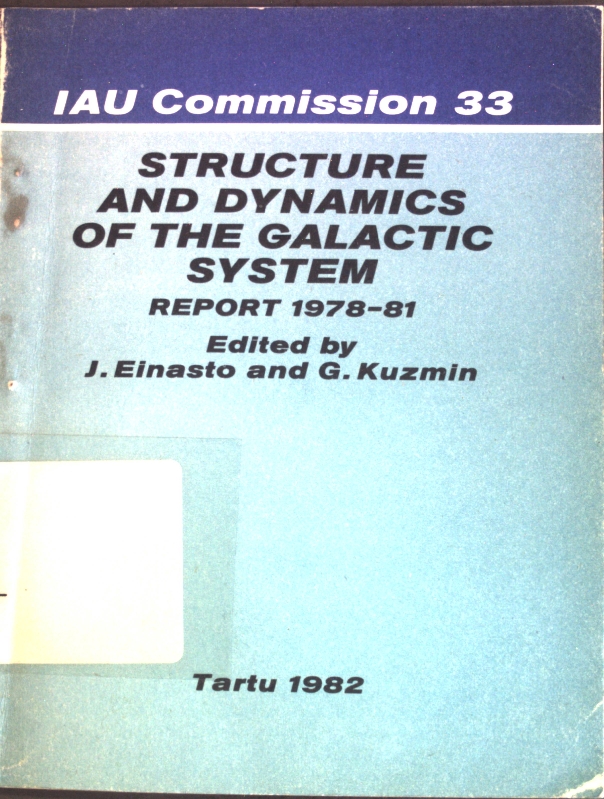 IAU Commission 33
STRUCTURE
AND DYNAMICS
OF THE GALACTIC
SYSTEM
REPORT 1978-81
Edited by
J. Einasto and G. Kuzmin
Tartu 1982